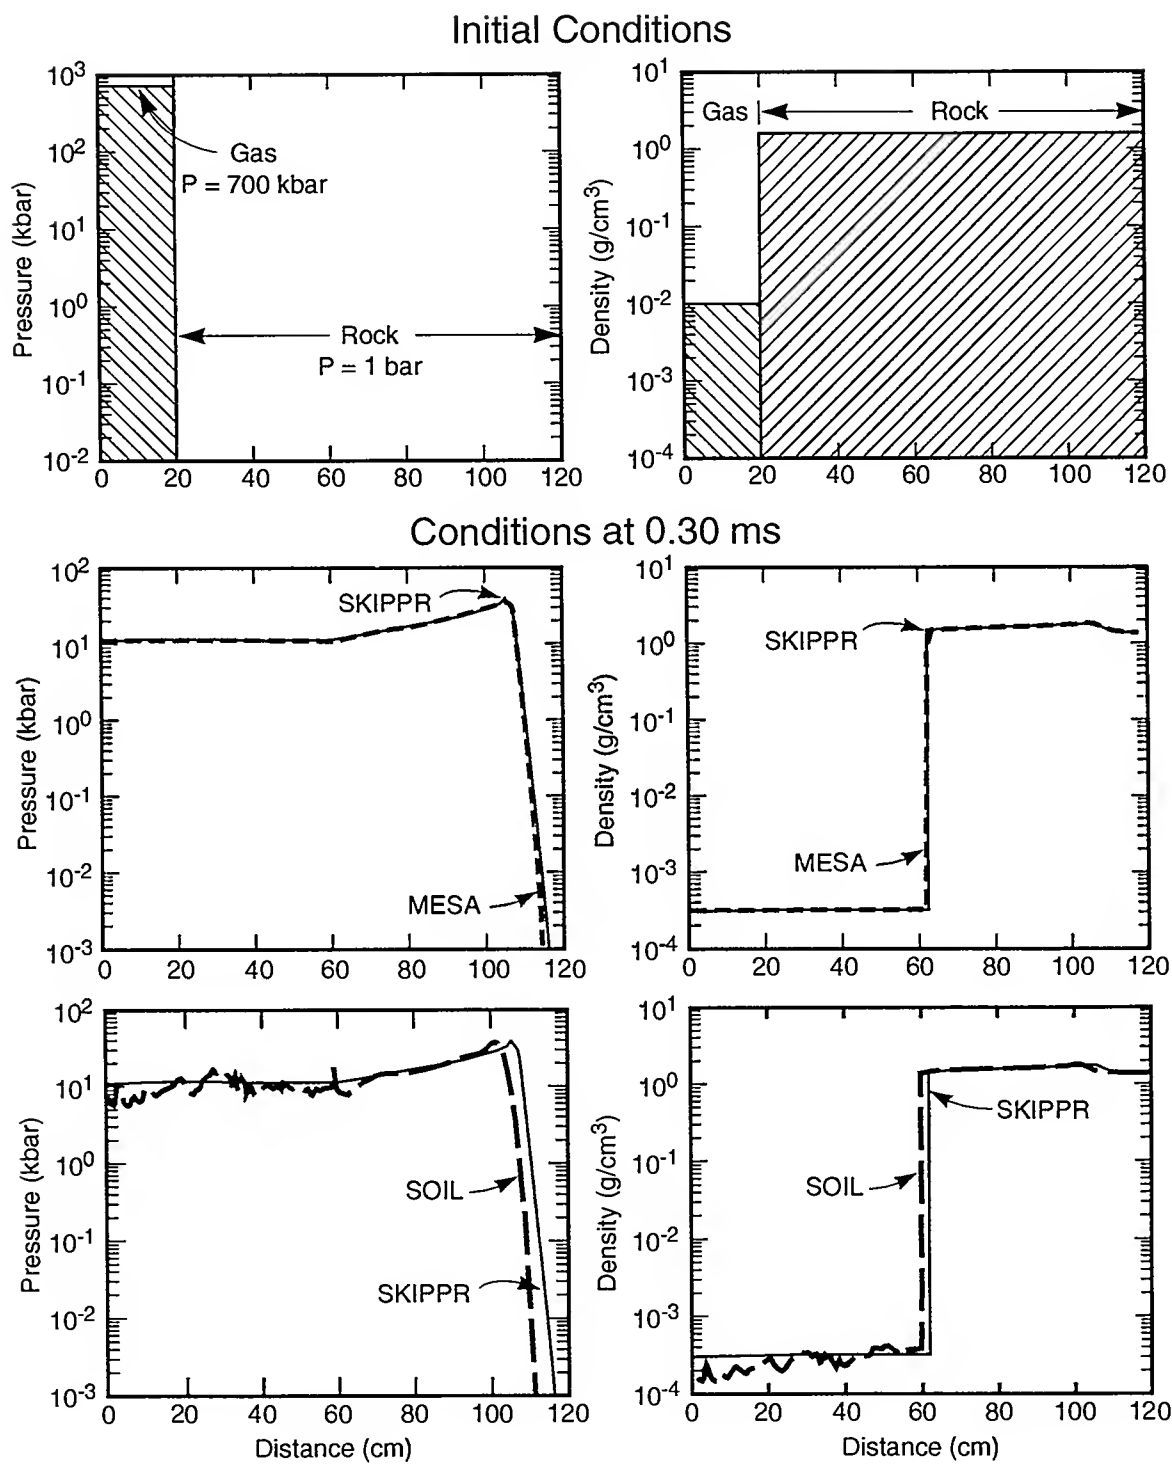 Initial Conditions
10³
10²
10¹
10⁰
10⁻¹
10⁻²
Pressure (kbar)
Gas
P = 700 kbar
Rock
P = 1 bar
0 20 40 60 80 100 120
10¹
10⁰
10⁻¹
10⁻²
10⁻³
10⁻⁴
Density (g/cm³)
Gas Rock
0 20 40 60 80 100 120
Conditions at 0.30 ms
10²
10¹
10⁰
10⁻¹
10⁻²
10⁻³
Pressure (kbar)
SKIPPR
MESA
0 20 40 60 80 100 120
10¹
10⁰
10⁻¹
10⁻²
10⁻³
10⁻⁴
Density (g/cm³)
SKIPPR
MESA
0 20 40 60 80 100 120
10²
10¹
10⁰
10⁻¹
10⁻²
10⁻³
Pressure (kbar)
SOIL
SKIPPR
0 20 40 60 80 100 120
Distance (cm)
10¹
10⁰
10⁻¹
10⁻²
10⁻³
10⁻⁴
Density (g/cm³)
SKIPPR
SOIL
0 20 40 60 80 100 120
Distance (cm)